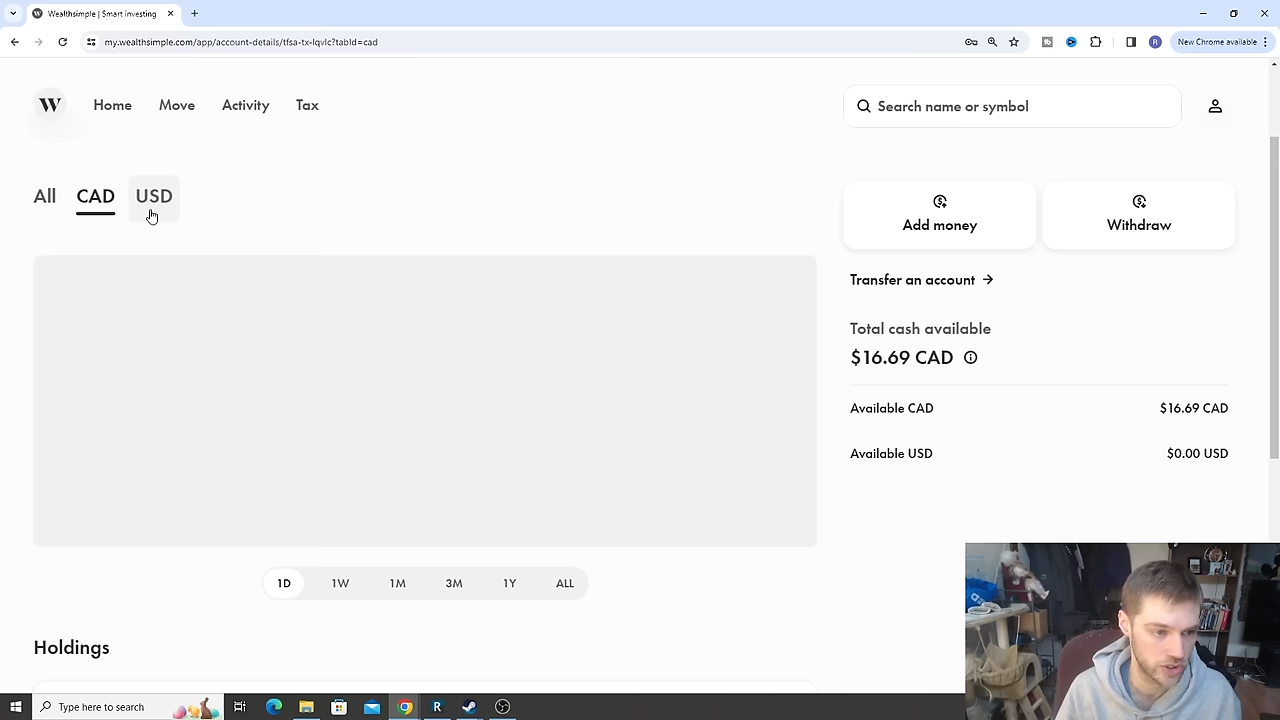 Wealthsimple | Smart investing
my.wealthsimple.com/app/account-details/tfsa-tx-lqvlc?tabId=cad
New Chrome available
W
Home Move Activity Tax
Search name or symbol
All CAD USD
Add money
Withdraw
Transfer an account →
Total cash available
$16.69 CAD
Available CAD $16.69 CAD
Available USD $0.00 USD
1D 1W 1M 3M 1Y ALL
Holdings
Type here to search